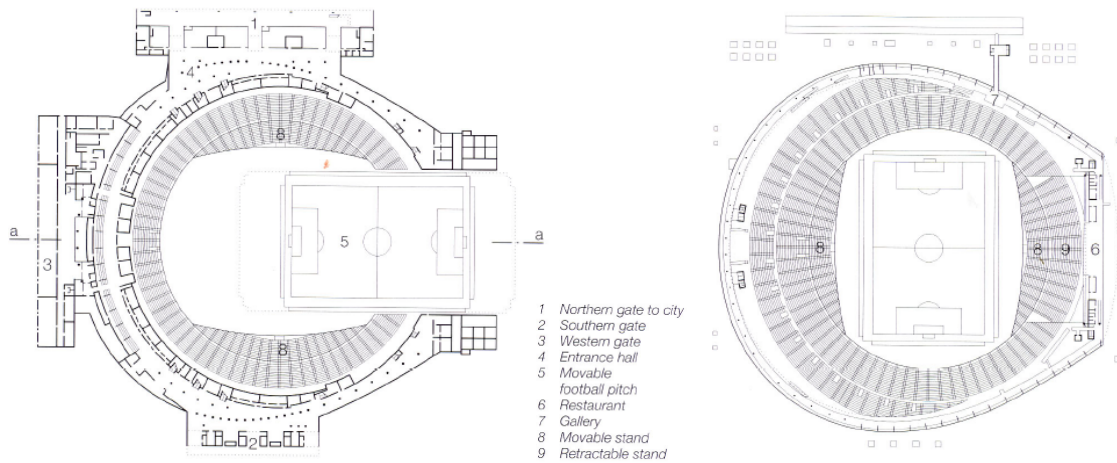 1
4
8
a
5
a
3
8
2
1 Northern gate to city
2 Southern gate
3 Western gate
4 Entrance hall
5 Movable
football pitch
6 Restaurant
7 Gallery
8 Movable stand
9 Retractable stand
7
8
8
9
6